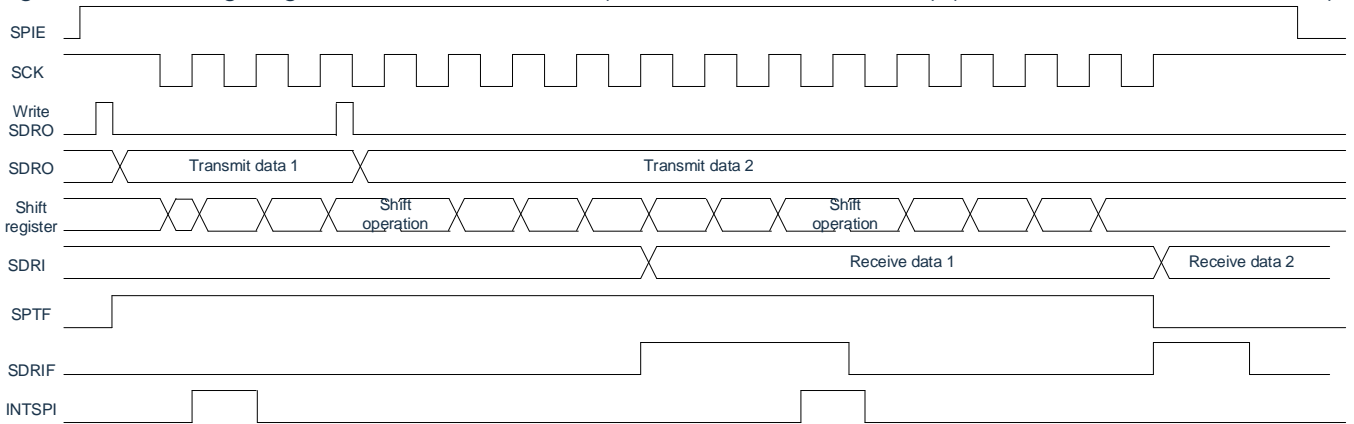 SPIE
SCK
Write
SDRO
SDRO
Transmit data 1
Transmit data 2
Shift
register
Shift
operation
Shift
operation
SDRI
Receive data 1
Receive data 2
SPTF
SDRIF
INTSPI